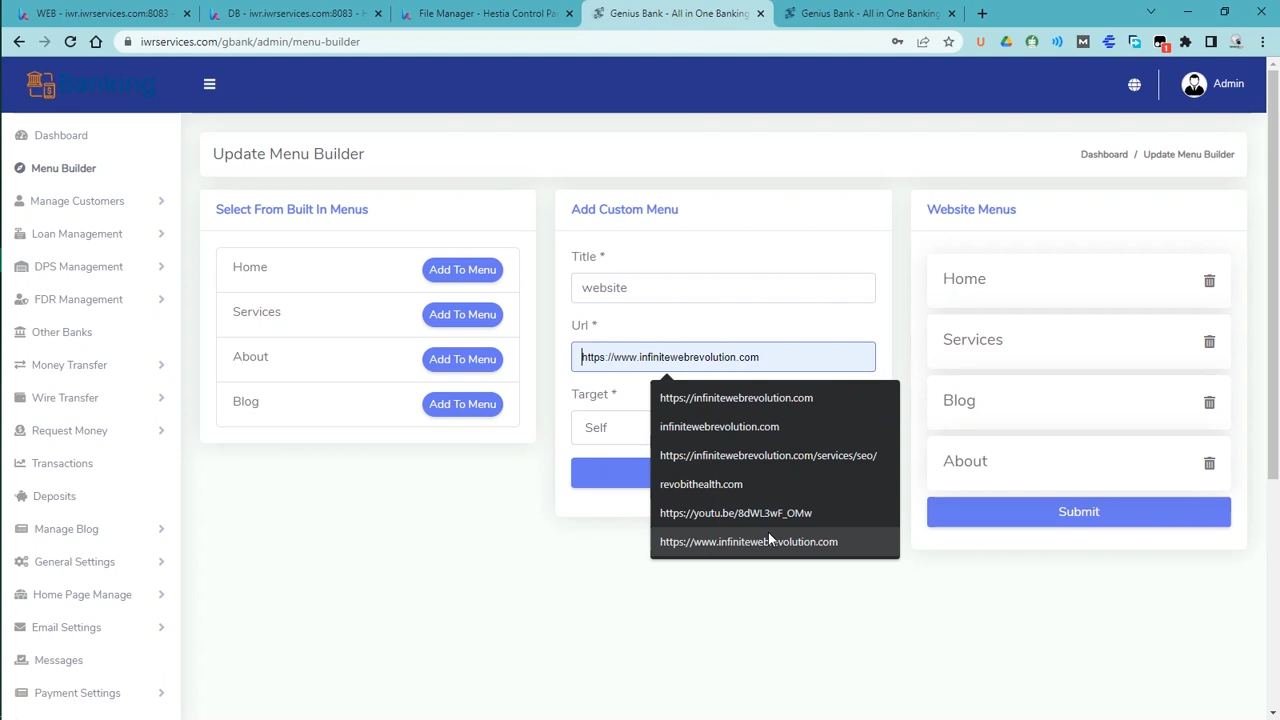 WEB - iwr.iwrservices.com:8083 -
DB - iwr.iwrservices.com:8083 - H
File Manager - Hestia Control Pa
Genius Bank - All in One Banking
Genius Bank - All in One Banking
iwrservices.com/gbank/admin/menu-builder
1
Banking
Admin
Dashboard
Menu Builder
Manage Customers
Loan Management
DPS Management
FDR Management
Other Banks
Money Transfer
Wire Transfer
Request Money
Transactions
Deposits
Manage Blog
General Settings
Home Page Manage
Email Settings
Messages
Payment Settings
Update Menu Builder
Dashboard / Update Menu Builder
Select From Built In Menus
Home Add To Menu
Services Add To Menu
About Add To Menu
Blog Add To Menu
Add Custom Menu
Title *
website
Url *
https://www.infinitewebrevolution.com
Target *
Self
https://infinitewebrevolution.com
infinitewebrevolution.com
https://infinitewebrevolution.com/services/seo/
revobithealth.com
https://youtu.be/8dWL3wF_OMw
https://www.infinitewebrevolution.com
Website Menus
Home
Services
Blog
About
Submit